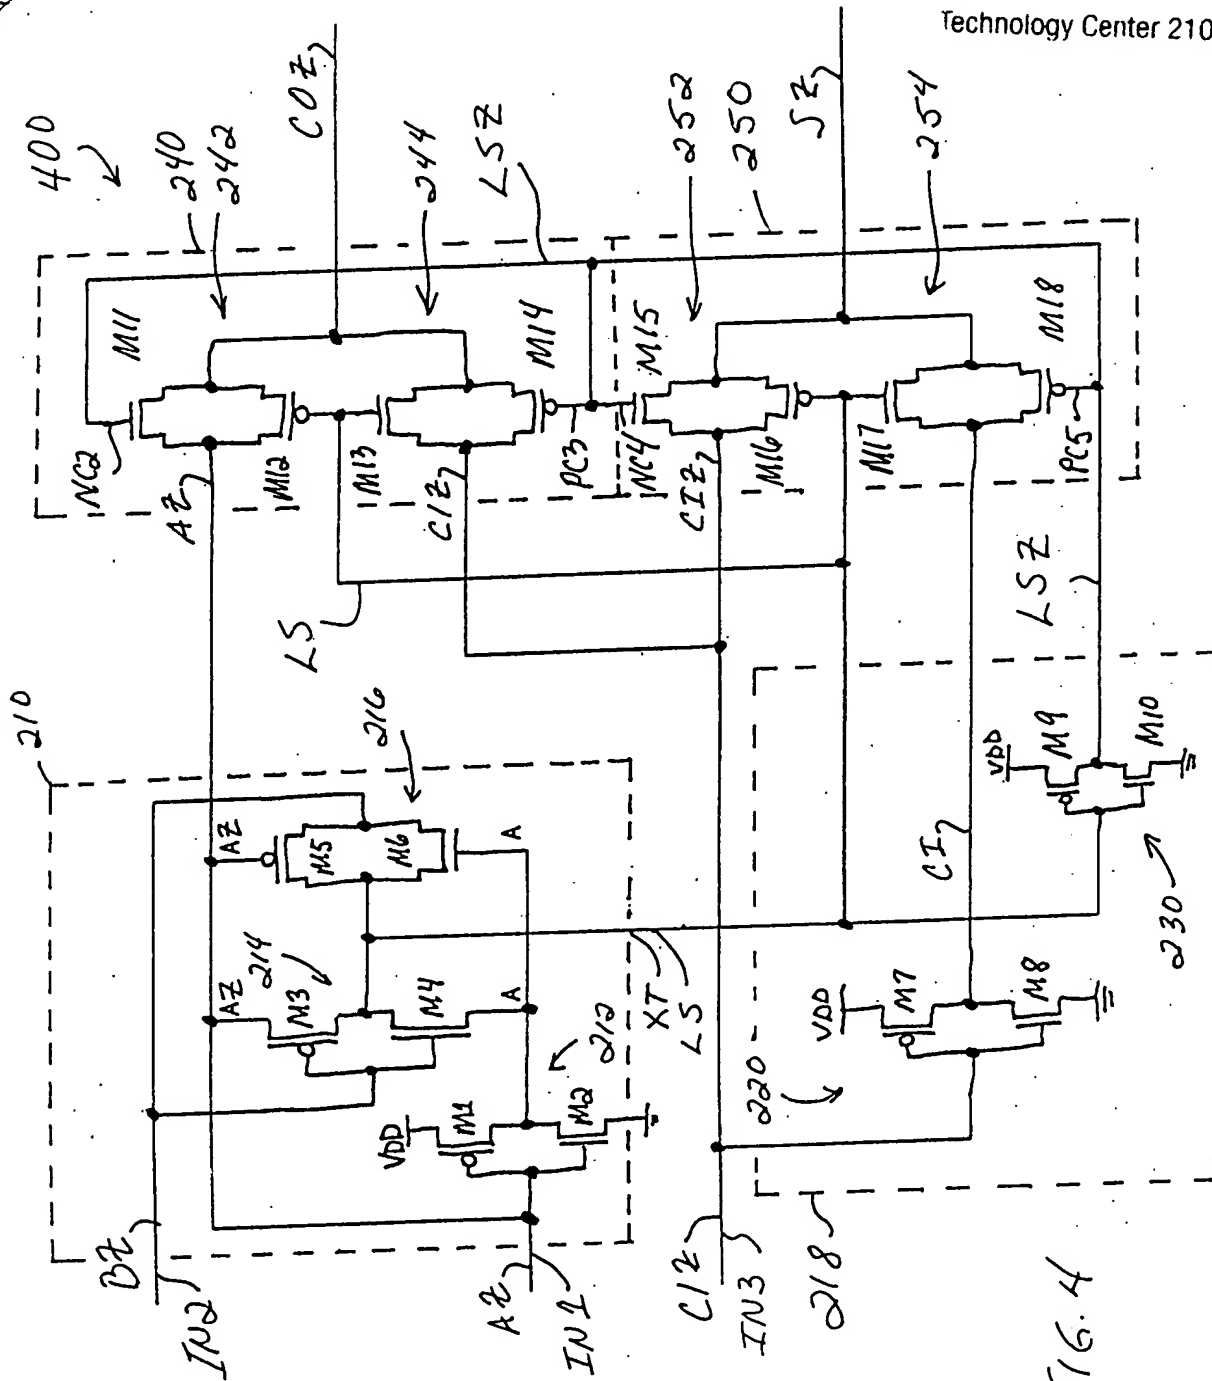 Technology Center 210
400
240
242
COZ
244
LSZ
252
250
SZ
254
M11
NC2
AZ
M12
M13
CIZ
M14
PC3
NC4
M15
CIZ
M16
M17
M18
PC5
LS
LSZ
210
216
AZ
M5
M6
A
AZ
214
M3
M4
A
VDD
M1
M2
212
XT
LS
BZ
IN2
AZ
IN1
CIZ
IN3
218
220
VDD
M7
M8
CI
VDD
M9
M10
230
FIG. 4